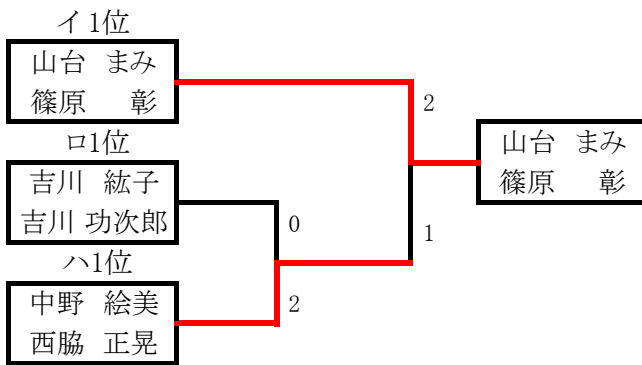 イ1位
山台 まみ
篠原 彰
2
山台 まみ
篠原 彰
ロ1位
吉川 紘子
吉川 功次郎
0
1
ハ1位
中野 絵美
西脇 正晃
2